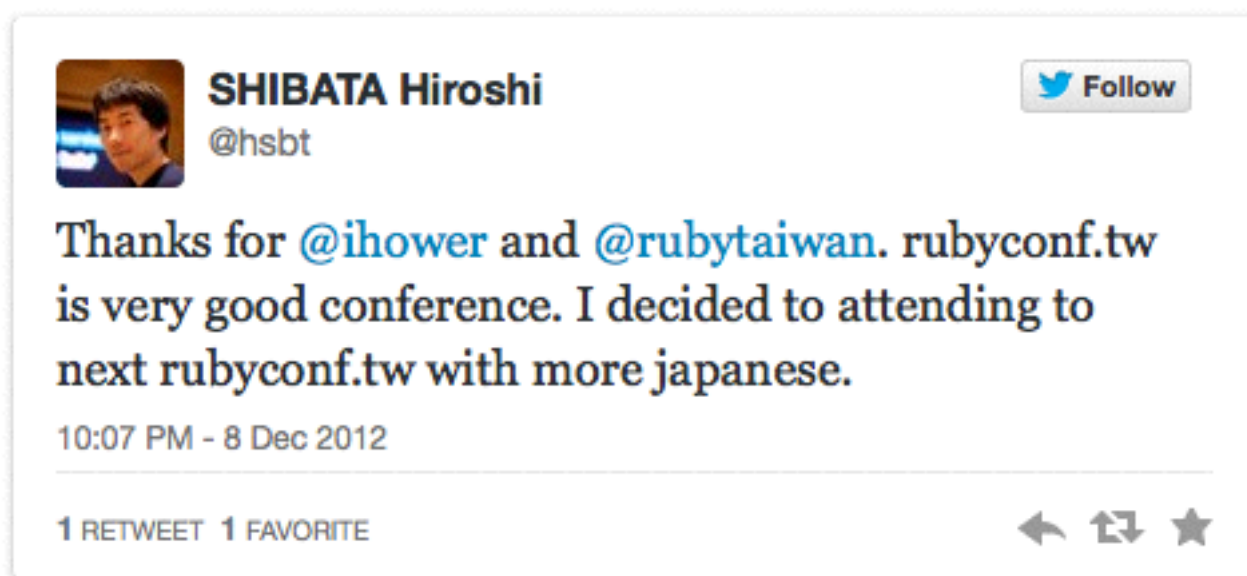 SHIBATA Hiroshi
Follow
@hsbt
Thanks for @ihower and @rubytaiwan. rubyconf.tw
is very good conference. I decided to attending to
next rubyconf.tw with more japanese.
10:07 PM - 8 Dec 2012
1 RETWEET 1 FAVORITE